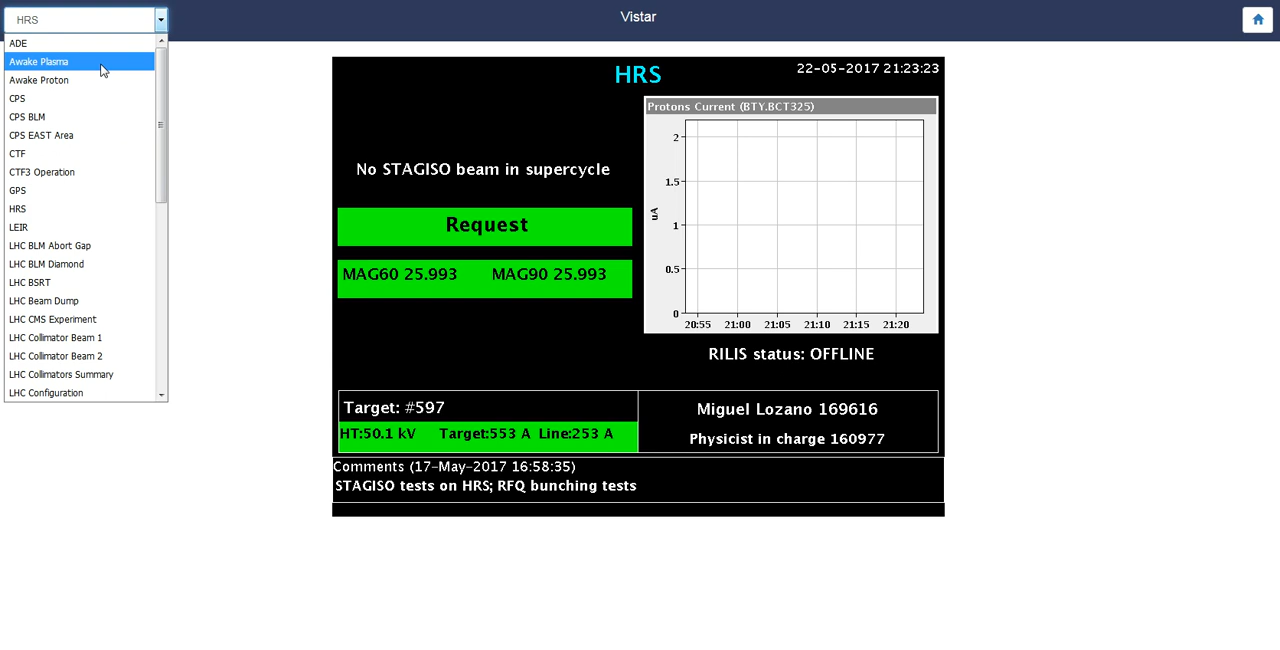 HRS
Vistar
ADE
Awake Plasma
Awake Proton
CPS
CPS BLM
CPS EAST Area
CTF
CTF3 Operation
GPS
HRS
LEIR
LHC BLM Abort Gap
LHC BLM Diamond
LHC BSRT
LHC Beam Dump
LHC CMS Experiment
LHC Collimator Beam 1
LHC Collimator Beam 2
LHC Collimators Summary
LHC Configuration
HRS
22-05-2017 21:23:23
No STAGISO beam in supercycle
Request
MAG60 25.993 MAG90 25.993
Protons Current (BTY.BCT325)
2
1.5
1
0.5
0
uA
20:55 21:00 21:05 21:10 21:15 21:20
RILIS status: OFFLINE
Target: #597
HT:50.1 kV Target:553 A Line:253 A
Miguel Lozano 169616
Physicist in charge 160977
Comments (17-May-2017 16:58:35)
STAGISO tests on HRS; RFQ bunching tests